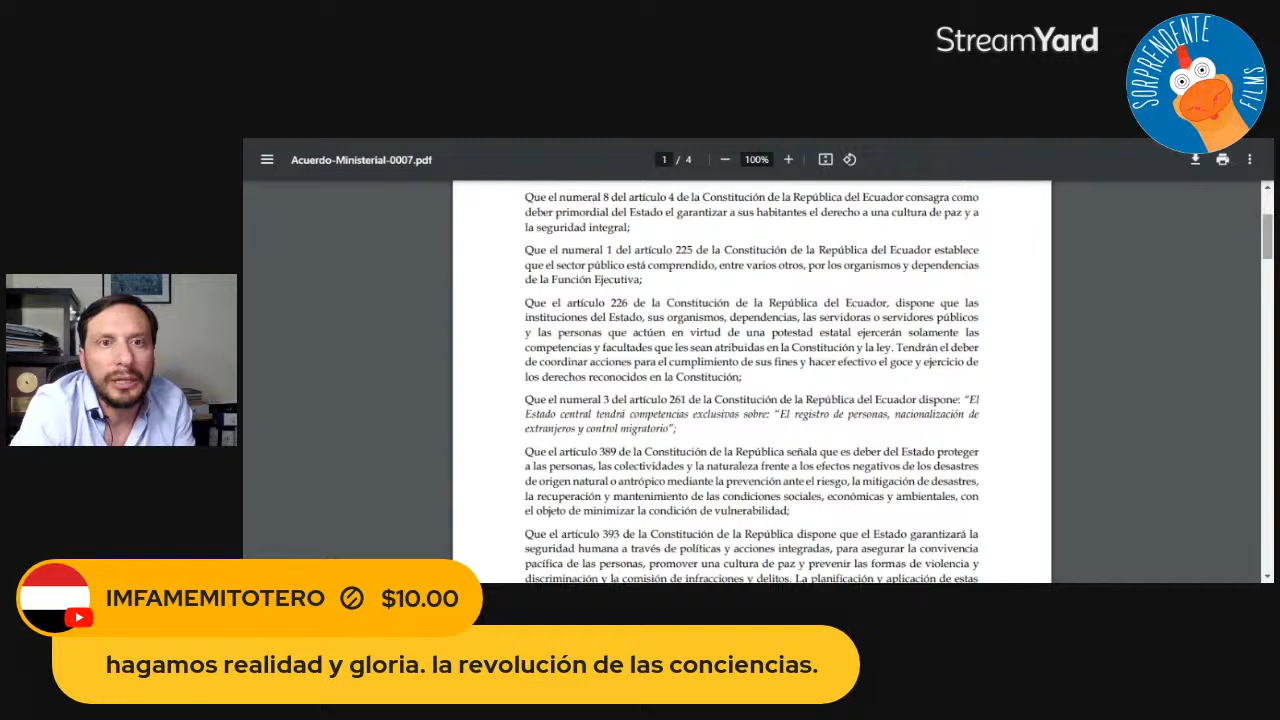 StreamYard
SORPRENDENTE FILMS
Acuerdo-Ministerial-0007.pdf
1 / 4
100%
Que el numeral 8 del artículo 4 de la Constitución de la República del Ecuador consagra como
deber primordial del Estado el garantizar a sus habitantes el derecho a una cultura de paz y a
la seguridad integral;
Que el numeral 1 del artículo 225 de la Constitución de la República del Ecuador establece
que el sector público está comprendido, entre varios otros, por los organismos y dependencias
de la Función Ejecutiva;
Que el artículo 226 de la Constitución de la República del Ecuador, dispone que las
instituciones del Estado, sus organismos, dependencias, las servidoras o servidores públicos
y las personas que actúen en virtud de una potestad estatal ejercerán solamente las
competencias y facultades que les sean atribuidas en la Constitución y la ley. Tendrán el deber
de coordinar acciones para el cumplimiento de sus fines y hacer efectivo el goce y ejercicio de
los derechos reconocidos en la Constitución;
Que el numeral 3 del artículo 261 de la Constitución de la República del Ecuador dispone: “El
Estado central tendrá competencias exclusivas sobre: “El registro de personas, nacionalización de
extranjeros y control migratorio”;
Que el artículo 389 de la Constitución de la República señala que es deber del Estado proteger
a las personas, las colectividades y la naturaleza frente a los efectos negativos de los desastres
de origen natural o antrópico mediante la prevención ante el riesgo, la mitigación de desastres,
la recuperación y mantenimiento de las condiciones sociales, económicas y ambientales, con
el objeto de minimizar la condición de vulnerabilidad;
Que el artículo 393 de la Constitución de la República dispone que el Estado garantizará la
seguridad humana a través de políticas y acciones integradas, para asegurar la convivencia
pacífica de las personas, promover una cultura de paz y prevenir las formas de violencia y
discriminación y la comisión de infracciones y delitos. La planificación y aplicación de estas
IMFAMEMITOTERO $10.00
hagamos realidad y gloria. la revolución de las conciencias.